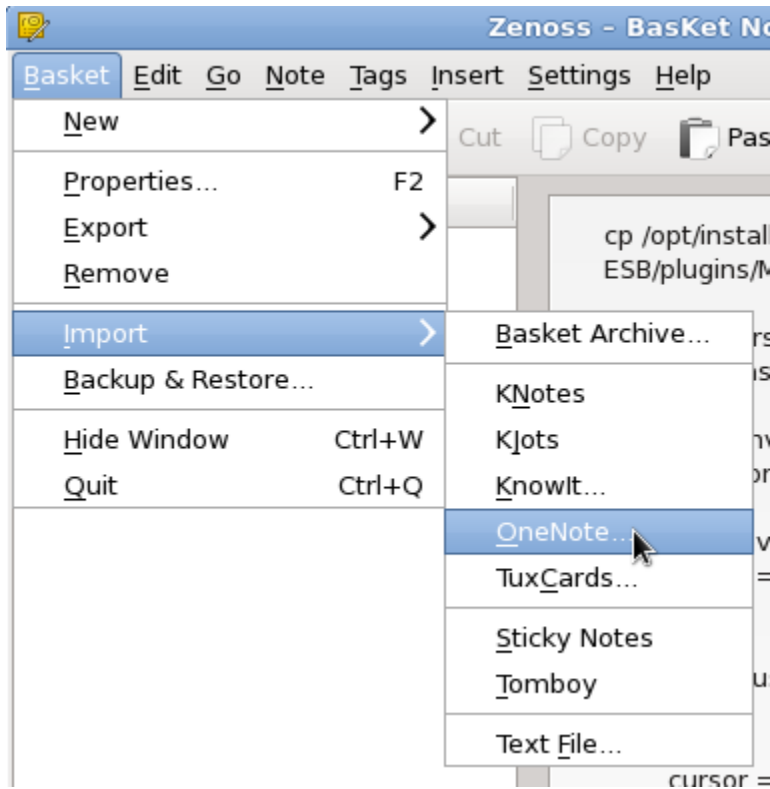 Zenoss – BasKet No
Basket Edit Go Note Tags Insert Settings Help
New
Cut Copy Pas
Properties... F2
Export
Remove
cp /opt/install
ESB/plugins/M
Import
Backup & Restore...
Hide Window Ctrl+W
Quit Ctrl+Q
Basket Archive...
KNotes
KJots
KnowIt...
OneNote...
TuxCards...
Sticky Notes
Tomboy
Text File...
cursor =